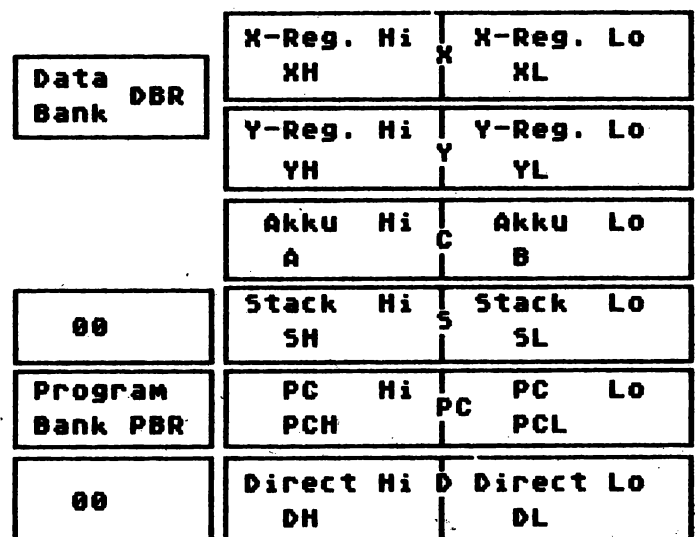 X-Reg. Hi X X-Reg. Lo
XH XL
Data Bank DBR
Y-Reg. Hi Y Y-Reg. Lo
YH YL
Akku Hi C Akku Lo
A B
00
Stack Hi S Stack Lo
SH SL
Program Bank PBR
PC Hi PC PC Lo
PCH PCL
00
Direct Hi D Direct Lo
DH DL